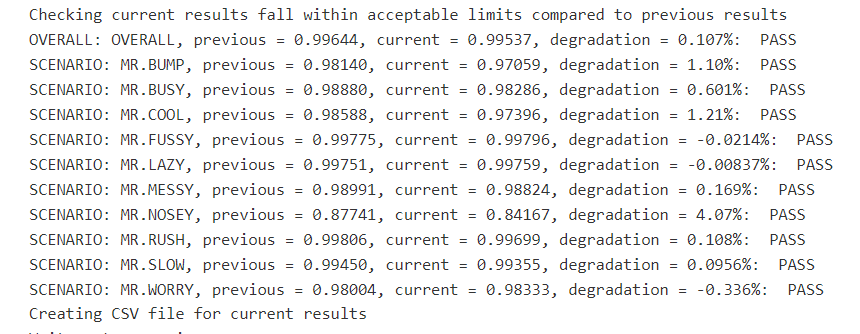 Checking current results fall within acceptable limits compared to previous results
OVERALL: OVERALL, previous = 0.99644, current = 0.99537, degradation = 0.107%:  PASS
SCENARIO: MR.BUMP, previous = 0.98140, current = 0.97059, degradation = 1.10%:  PASS
SCENARIO: MR.BUSY, previous = 0.98880, current = 0.98286, degradation = 0.601%:  PASS
SCENARIO: MR.COOL, previous = 0.98588, current = 0.97396, degradation = 1.21%:  PASS
SCENARIO: MR.FUSSY, previous = 0.99775, current = 0.99796, degradation = -0.0214%:  PASS
SCENARIO: MR.LAZY, previous = 0.99751, current = 0.99759, degradation = -0.00837%:  PASS
SCENARIO: MR.MESSY, previous = 0.98991, current = 0.98824, degradation = 0.169%:  PASS
SCENARIO: MR.NOSEY, previous = 0.87741, current = 0.84167, degradation = 4.07%:  PASS
SCENARIO: MR.RUSH, previous = 0.99806, current = 0.99699, degradation = 0.108%:  PASS
SCENARIO: MR.SLOW, previous = 0.99450, current = 0.99355, degradation = 0.0956%:  PASS
SCENARIO: MR.WORRY, previous = 0.98004, current = 0.98333, degradation = -0.336%:  PASS
Creating CSV file for current results